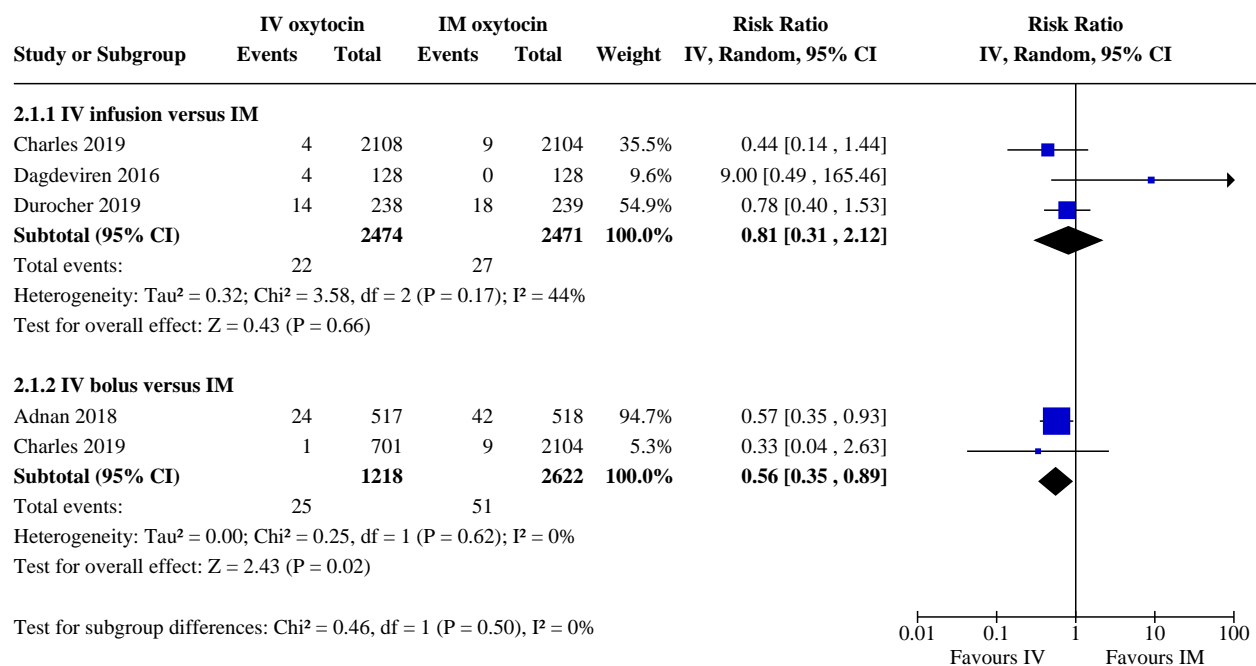 IV oxytocin IM oxytocin Risk Ratio Risk Ratio
Study or Subgroup Events Total Events Total Weight IV, Random, 95% CI IV, Random, 95% CI
2.1.1 IV infusion versus IM
Charles 2019 4 2108 9 2104 35.5% 0.44 [0.14 , 1.44]
Dagdeviren 2016 4 128 0 128 9.6% 9.00 [0.49 , 165.46]
Durocher 2019 14 238 18 239 54.9% 0.78 [0.40 , 1.53]
Subtotal (95% CI) 2474 2471 100.0% 0.81 [0.31 , 2.12]
Total events: 22 27
Heterogeneity: Tau² = 0.32; Chi² = 3.58, df = 2 (P = 0.17); I² = 44%
Test for overall effect: Z = 0.43 (P = 0.66)
2.1.2 IV bolus versus IM
Adnan 2018 24 517 42 518 94.7% 0.57 [0.35 , 0.93]
Charles 2019 1 701 9 2104 5.3% 0.33 [0.04 , 2.63]
Subtotal (95% CI) 1218 2622 100.0% 0.56 [0.35 , 0.89]
Total events: 25 51
Heterogeneity: Tau² = 0.00; Chi² = 0.25, df = 1 (P = 0.62); I² = 0%
Test for overall effect: Z = 2.43 (P = 0.02)
Test for subgroup differences: Chi² = 0.46, df = 1 (P = 0.50), I² = 0%
0.01 0.1 1 10 100
Favours IV Favours IM